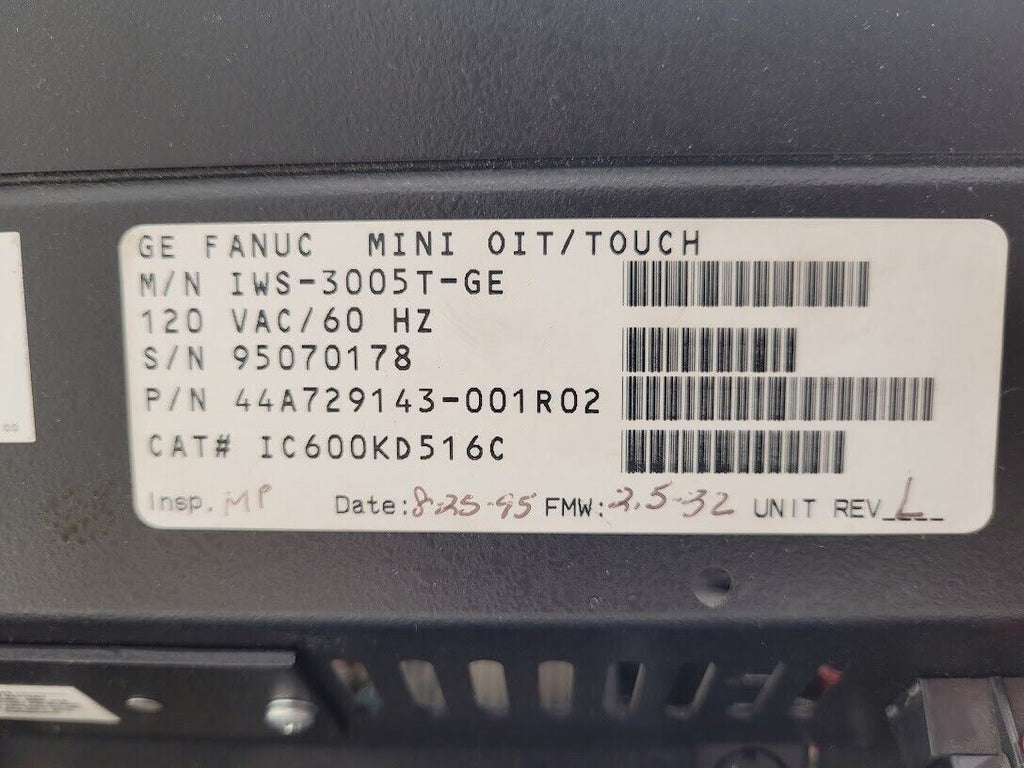 GE FANUC MINI OIT/TOUCH
M/N IWS-3005T-GE
120 VAC/60 HZ
S/N 95070178
P/N 44A729143-001R02
CAT# IC600KD516C
Insp. MP Date: 8-25-95 FMW: 2.5-32 UNIT REV L